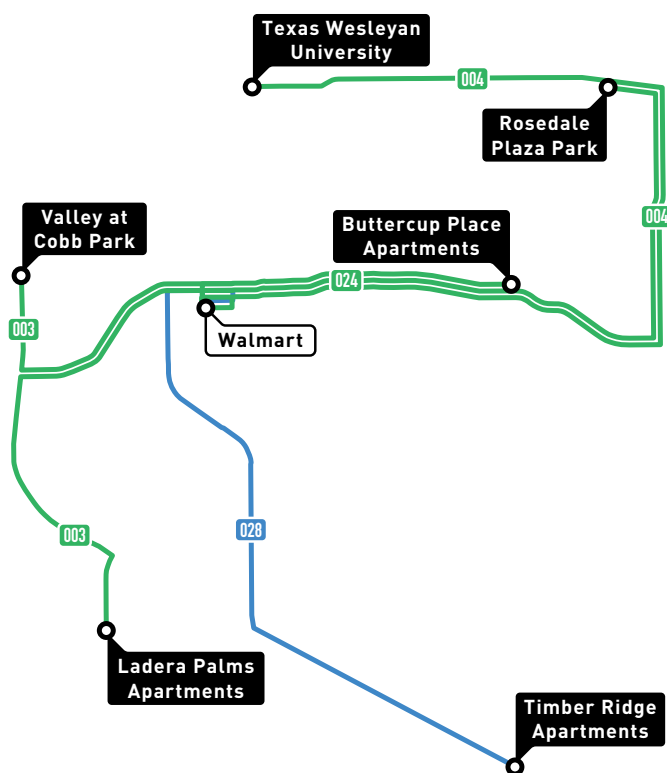 Texas Wesleyan
University
004
Rosedale
Plaza Park
Valley at
Cobb Park
004
Buttercup Place
Apartments
024
003
Walmart
028
003
Ladera Palms
Apartments
Timber Ridge
Apartments